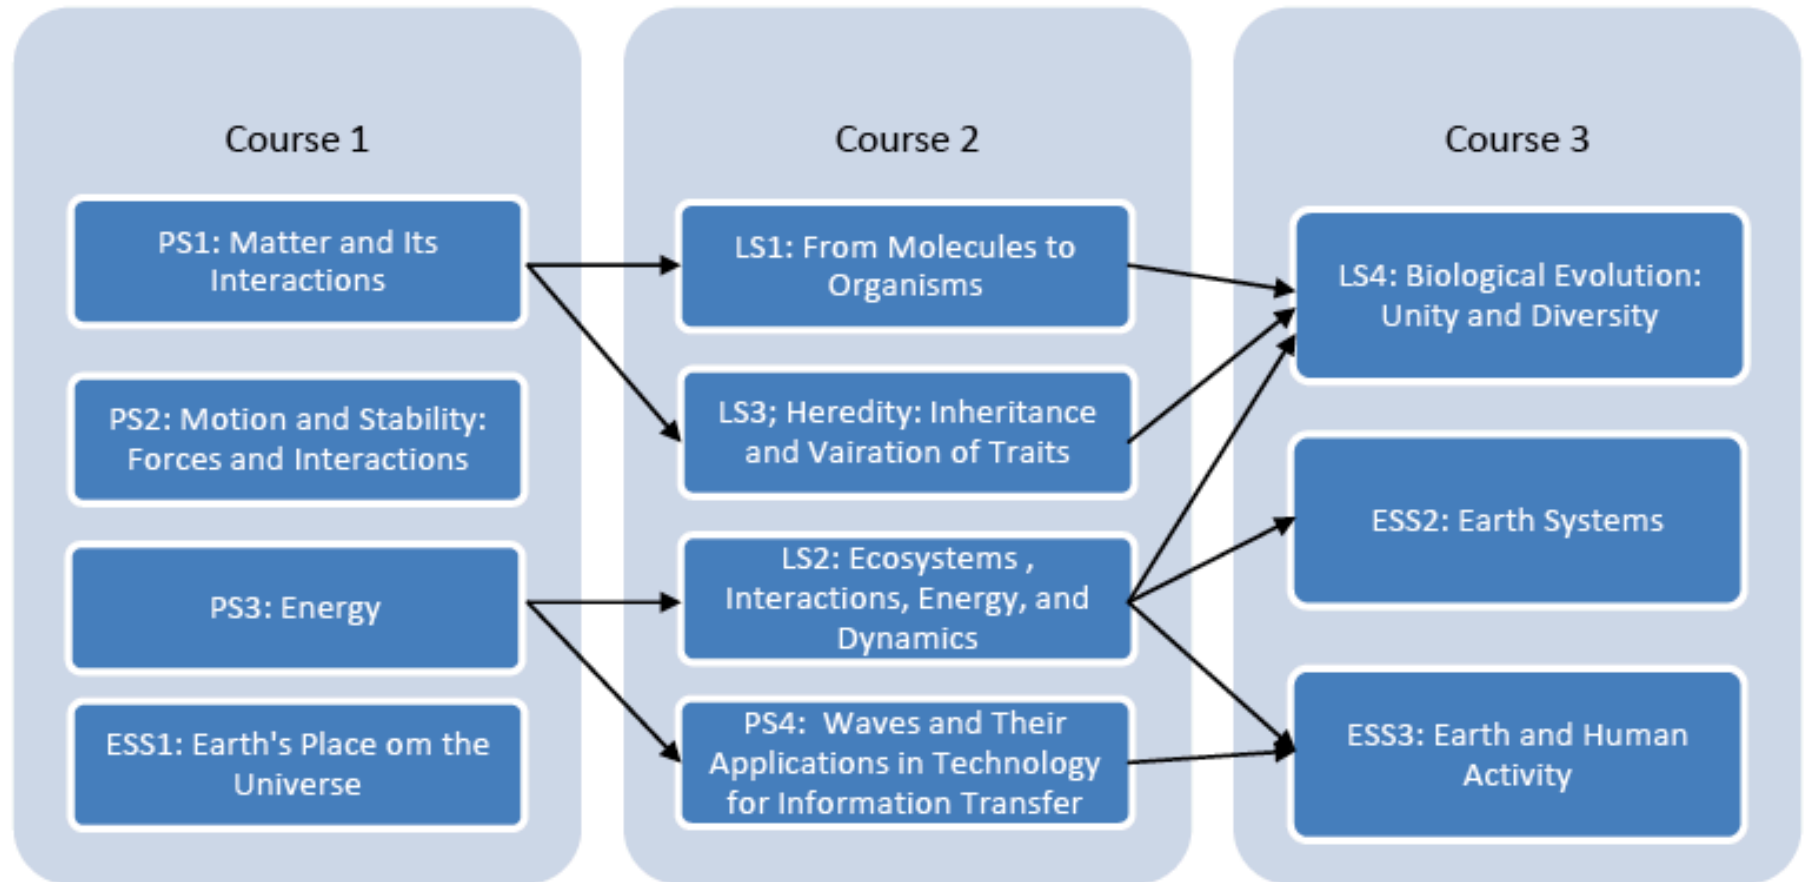 Course 1
PS1: Matter and Its
Interactions
PS2: Motion and Stability:
Forces and Interactions
PS3: Energy
ESS1: Earth's Place om the
Universe
Course 2
LS1: From Molecules to
Organisms
LS3; Heredity: Inheritance
and Vairation of Traits
LS2: Ecosystems ,
Interactions, Energy, and
Dynamics
PS4:  Waves and Their
Applications in Technology
for Information Transfer
Course 3
LS4: Biological Evolution:
Unity and Diversity
ESS2: Earth Systems
ESS3: Earth and Human
Activity